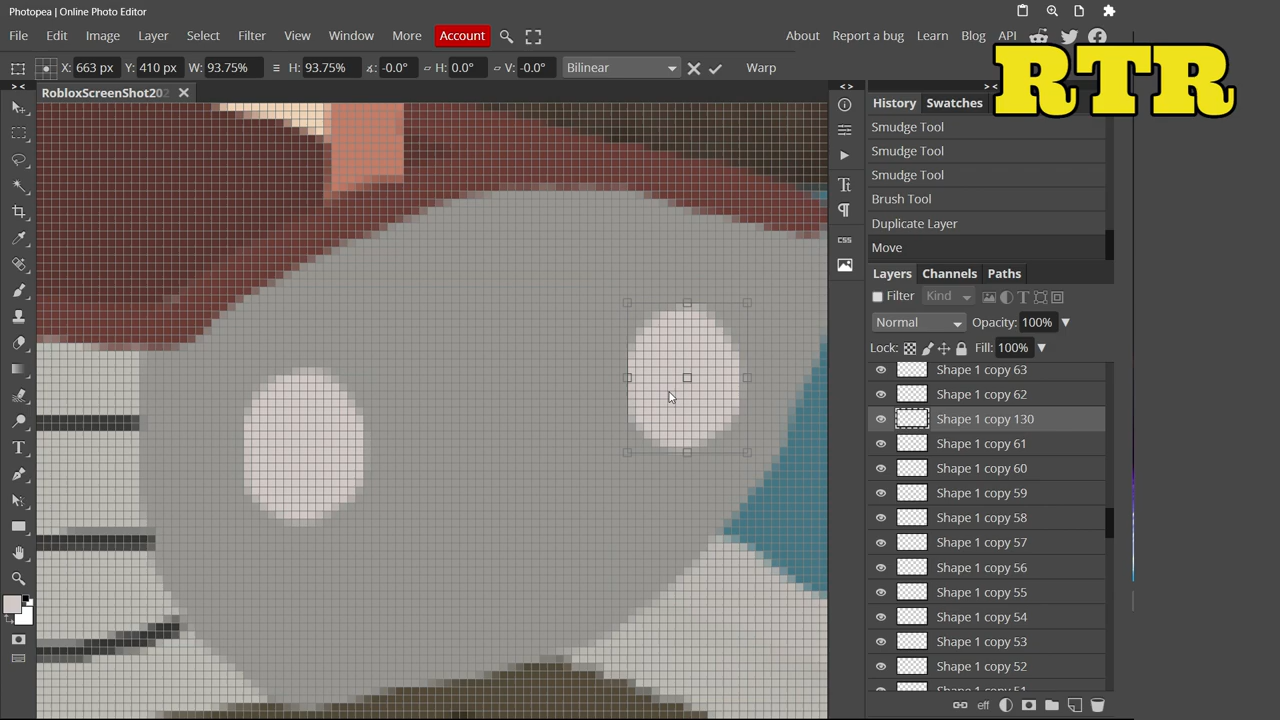 Photopea | Online Photo Editor
File Edit Image Layer Select Filter View Window More Account About Report a bug Learn Blog API
RTR
X: 663 px Y: 410 px W: 93.75% H: 93.75% -0.0° H: 0.0° V: -0.0° Bilinear Warp
RobloxScreenShot202
History Swatches
Smudge Tool
Smudge Tool
Smudge Tool
Brush Tool
Duplicate Layer
Move
CSS
Layers Channels Paths
Filter Kind
Normal Opacity: 100%
Lock: Fill: 100%
Shape 1 copy 63
Shape 1 copy 62
Shape 1 copy 130
Shape 1 copy 61
Shape 1 copy 60
Shape 1 copy 59
Shape 1 copy 58
Shape 1 copy 57
Shape 1 copy 56
Shape 1 copy 55
Shape 1 copy 54
Shape 1 copy 53
Shape 1 copy 52
eff